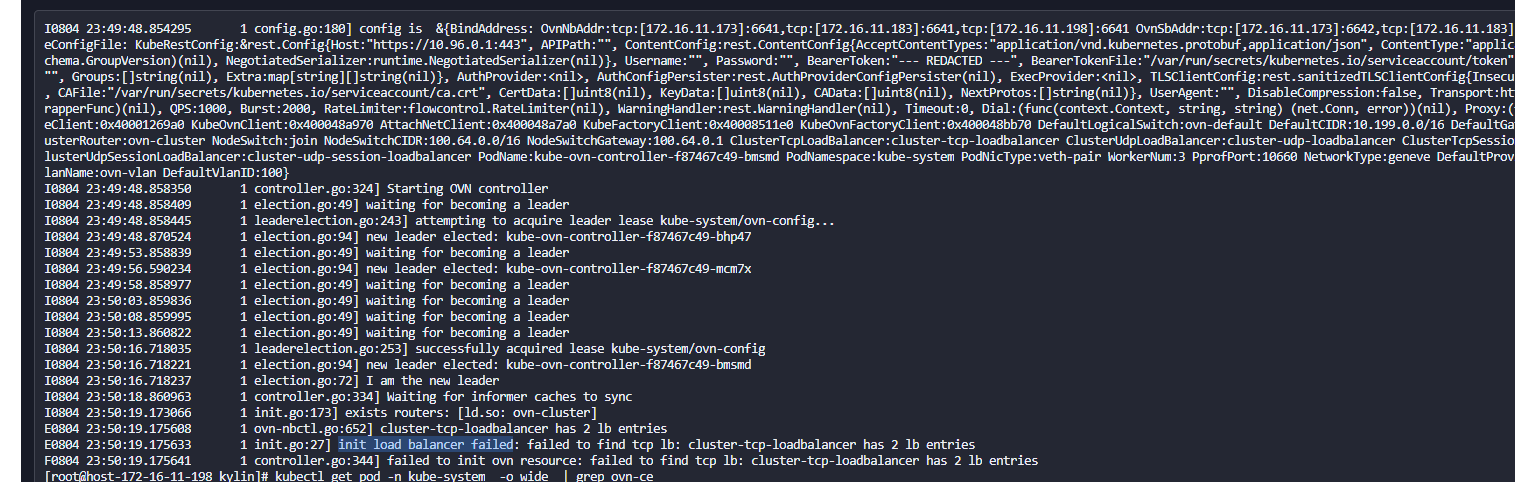 I0804 23:49:48.854295       1 config.go:180] config is  &{BindAddress: OvnNbAddr:tcp:[172.16.11.173]:6641,tcp:[172.16.11.183]:6641,tcp:[172.16.11.198]:6641 OvnSbAddr:tcp:[172.16.11.173]:6642,tcp:[172.16.11.183]
eConfigFile: KubeRestConfig:&rest.Config{Host:"https://10.96.0.1:443", APIPath:"", ContentConfig:rest.ContentConfig{AcceptContentTypes:"application/vnd.kubernetes.protobuf,application/json", ContentType:"applic
chema.GroupVersion)(nil), NegotiatedSerializer:runtime.NegotiatedSerializer(nil)}, Username:"", Password:"", BearerToken:"--- REDACTED ---", BearerTokenFile:"/var/run/secrets/kubernetes.io/serviceaccount/token"
"", Groups:[]string(nil), Extra:map[string][]string(nil)}, AuthProvider:<nil>, AuthConfigPersister:rest.AuthProviderConfigPersister(nil), ExecProvider:<nil>, TLSClientConfig:rest.sanitizedTLSClientConfig{Insecu
, CAFile:"/var/run/secrets/kubernetes.io/serviceaccount/ca.crt", CertData:[]uint8(nil), KeyData:[]uint8(nil), CAData:[]uint8(nil), NextProtos:[]string(nil)}, UserAgent:"", DisableCompression:false, Transport:ht
rapperFunc)(nil), QPS:1000, Burst:2000, RateLimiter:flowcontrol.RateLimiter(nil), WarningHandler:rest.WarningHandler(nil), Timeout:0, Dial:(func(context.Context, string, string) (net.Conn, error))(nil), Proxy:(
eClient:0x40001269a0 KubeOvnClient:0x400048a970 AttachNetClient:0x400048a7a0 KubeFactoryClient:0x40008511e0 KubeOvnFactoryClient:0x400048bb70 DefaultLogicalSwitch:ovn-default DefaultCIDR:10.199.0.0/16 DefaultGa
usterRouter:ovn-cluster NodeSwitch:join NodeSwitchCIDR:100.64.0.0/16 NodeSwitchGateway:100.64.0.1 ClusterTcpLoadBalancer:cluster-tcp-loadbalancer ClusterUdpLoadBalancer:cluster-udp-loadbalancer ClusterTcpSessio
lusterUdpSessionLoadBalancer:cluster-udp-session-loadbalancer PodName:kube-ovn-controller-f87467c49-bmsmd PodNamespace:kube-system PodNicType:veth-pair WorkerNum:3 PprofPort:10660 NetworkType:geneve DefaultProv
lanName:ovn-vlan DefaultVlanID:100}
I0804 23:49:48.858350       1 controller.go:324] Starting OVN controller
I0804 23:49:48.858409       1 election.go:49] waiting for becoming a leader
I0804 23:49:48.858445       1 leaderelection.go:243] attempting to acquire leader lease kube-system/ovn-config...
I0804 23:49:48.870524       1 election.go:94] new leader elected: kube-ovn-controller-f87467c49-bhp47
I0804 23:49:53.858839       1 election.go:49] waiting for becoming a leader
I0804 23:49:56.590234       1 election.go:94] new leader elected: kube-ovn-controller-f87467c49-mcm7x
I0804 23:49:58.858977       1 election.go:49] waiting for becoming a leader
I0804 23:50:03.859836       1 election.go:49] waiting for becoming a leader
I0804 23:50:08.859995       1 election.go:49] waiting for becoming a leader
I0804 23:50:13.860822       1 election.go:49] waiting for becoming a leader
I0804 23:50:16.718035       1 leaderelection.go:253] successfully acquired lease kube-system/ovn-config
I0804 23:50:16.718221       1 election.go:94] new leader elected: kube-ovn-controller-f87467c49-bmsmd
I0804 23:50:16.718237       1 election.go:72] I am the new leader
I0804 23:50:18.860963       1 controller.go:334] Waiting for informer caches to sync
I0804 23:50:19.173066       1 init.go:173] exists routers: [ld.so: ovn-cluster]
E0804 23:50:19.175608       1 ovn-nbctl.go:652] cluster-tcp-loadbalancer has 2 lb entries
E0804 23:50:19.175633       1 init.go:27] init load balancer failed: failed to find tcp lb: cluster-tcp-loadbalancer has 2 lb entries
F0804 23:50:19.175641       1 controller.go:344] failed to init ovn resource: failed to find tcp lb: cluster-tcp-loadbalancer has 2 lb entries
[root@host-172-16-11-198 kylin]# kubectl get pod -n kube-system  -o wide  | grep ovn-ce